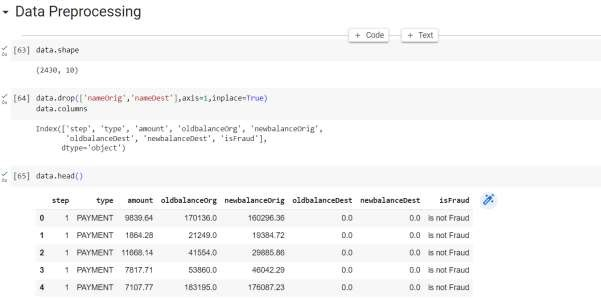 Data Preprocessing
+ Code + Text
[63] data.shape
(2430, 10)
[64] data.drop(['nameOrig','nameDest'],axis=1,inplace=True)
data.columns
Index(['step', 'type', 'amount', 'oldbalanceOrg', 'newbalanceOrig',
'oldbalanceDest', 'newbalanceDest', 'isFraud'],
dtype='object')
[65] data.head()
step type amount oldbalanceOrg newbalanceOrig oldbalanceDest newbalanceDest isFraud
0 1 PAYMENT 9839.64 170136.0 160296.36 0.0 0.0 is not Fraud
1 1 PAYMENT 1864.28 21249.0 19384.72 0.0 0.0 is not Fraud
2 1 PAYMENT 11668.14 41554.0 29885.86 0.0 0.0 is not Fraud
3 1 PAYMENT 7817.71 53860.0 46042.29 0.0 0.0 is not Fraud
4 1 PAYMENT 7107.77 183195.0 176087.23 0.0 0.0 is not Fraud